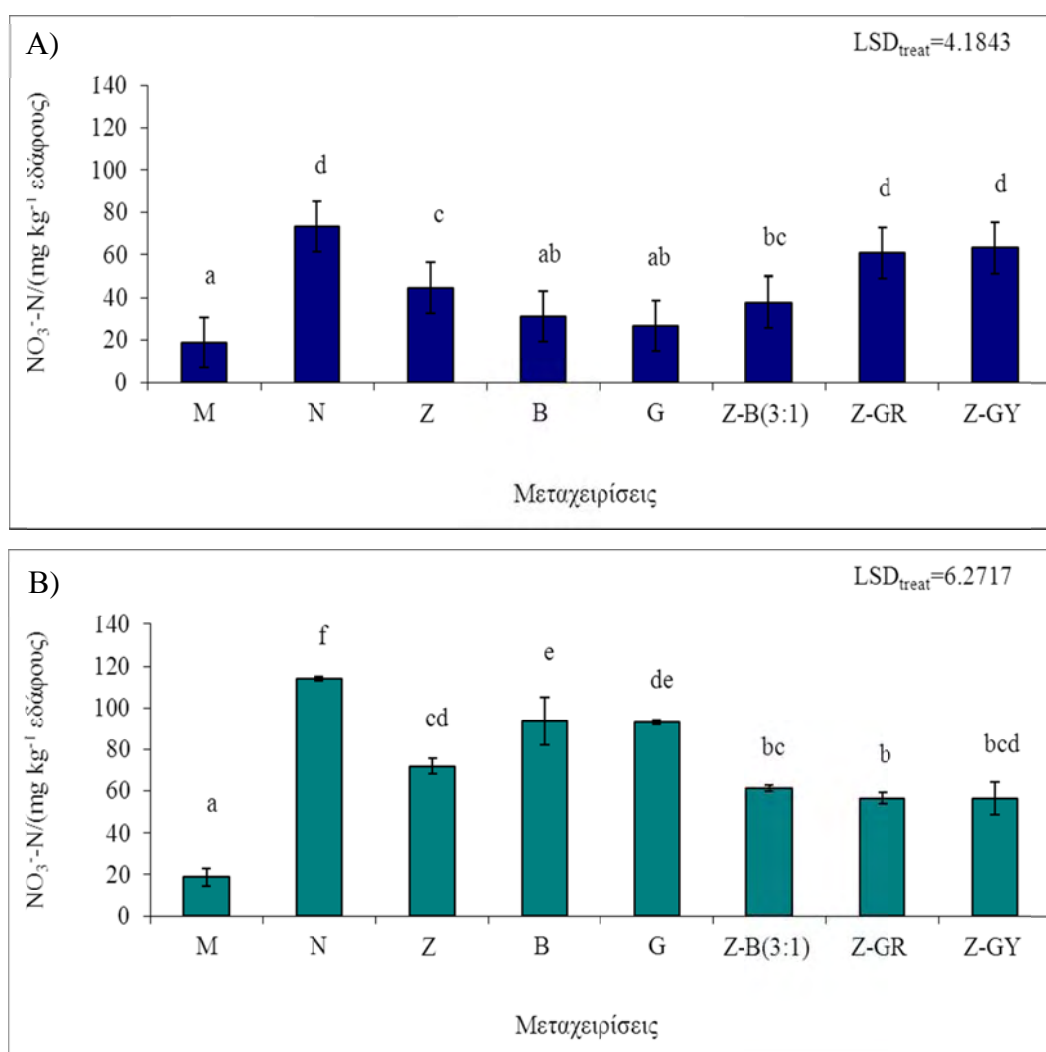 A)
LSD_treat=4.1843
NO₃⁻-N/(mg kg⁻¹ εδάφους)
140
120
100
80
60
40
20
0
a
d
c
ab
ab
bc
d
d
M N Z B G Z-B(3:1) Z-GR Z-GY
Μεταχειρίσεις
B)
LSD_treat=6.2717
NO₃⁻-N/(mg kg⁻¹ εδάφους)
140
120
100
80
60
40
20
0
a
f
cd
e
de
bc
b
bcd
M N Z B G Z-B(3:1) Z-GR Z-GY
Μεταχειρίσεις